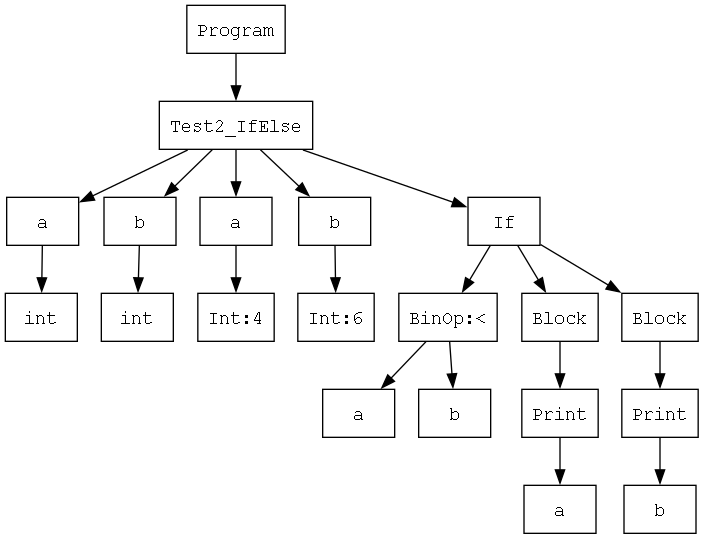 Program
Test2_IfElse
a
b
a
b
If
int
int
Int:4
Int:6
BinOp:<
Block
Block
a
b
Print
Print
a
b